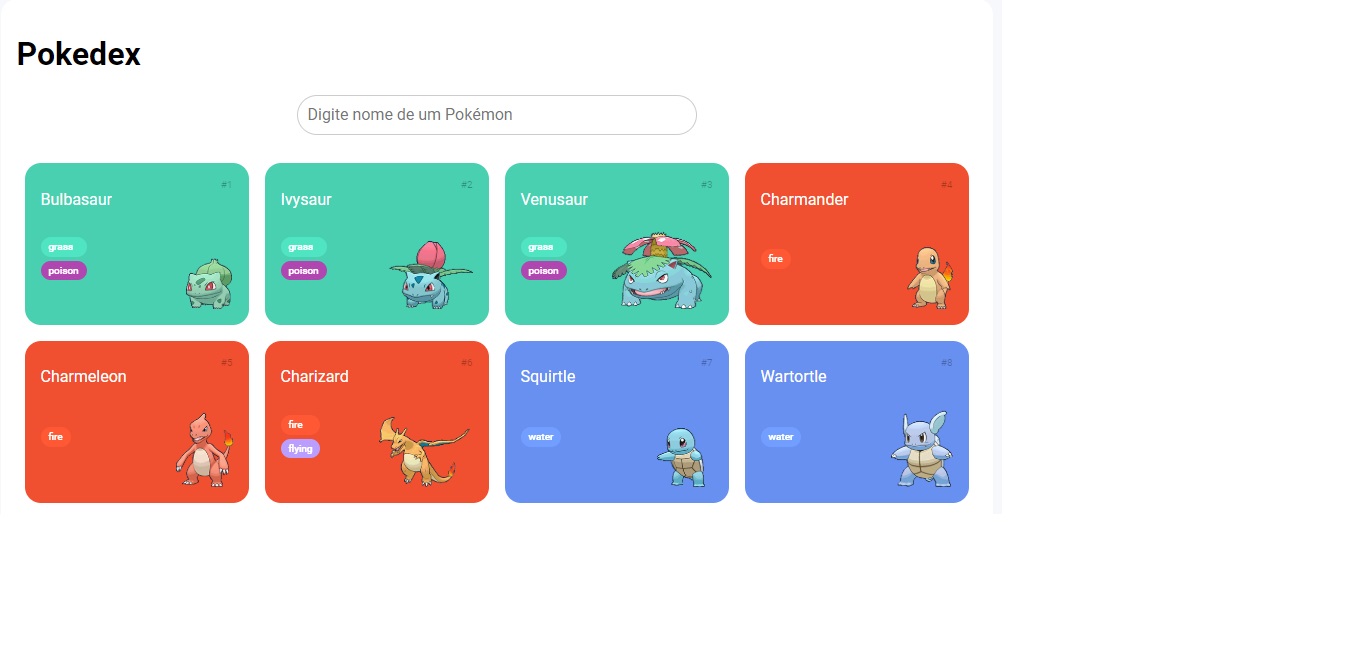 Pokedex
Digite nome de um Pokémon
#1
Bulbasaur
grass
poison
#2
Ivysaur
grass
poison
#3
Venusaur
grass
poison
#4
Charmander
fire
#5
Charmeleon
fire
#6
Charizard
fire
flying
#7
Squirtle
water
#8
Wartortle
water